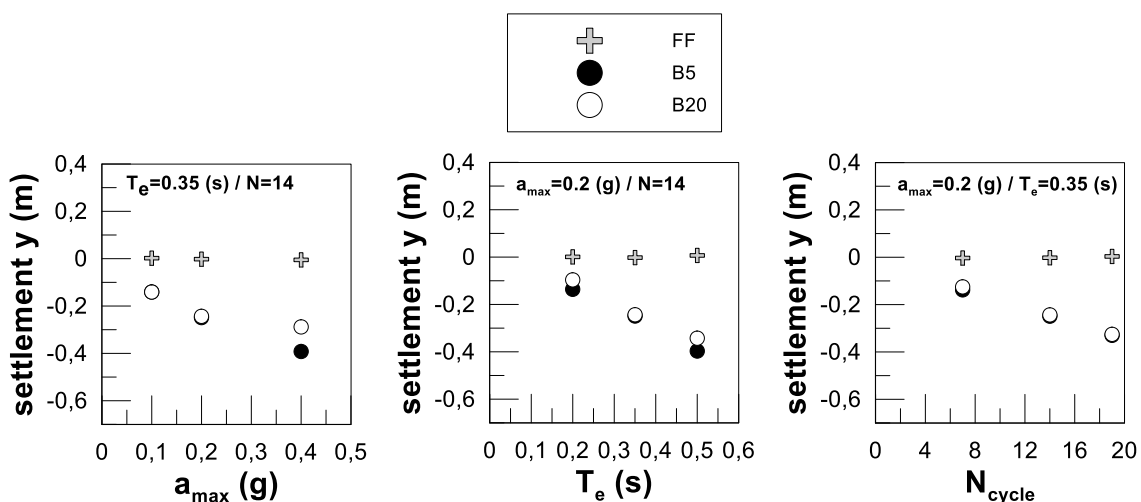 FF
B5
B20
settlement y (m)
0,4
0,2
0
-0,2
-0,4
-0,6
Te=0.35 (s) / N=14
0 0,1 0,2 0,3 0,4 0,5
amax (g)
settlement y (m)
0,4
0,2
0
-0,2
-0,4
-0,6
amax=0.2 (g) / N=14
0 0,1 0,2 0,3 0,4 0,5 0,6
Te (s)
settlement y (m)
0,4
0,2
0
-0,2
-0,4
-0,6
amax=0.2 (g) / Te=0.35 (s)
0 4 8 12 16 20
Ncycle